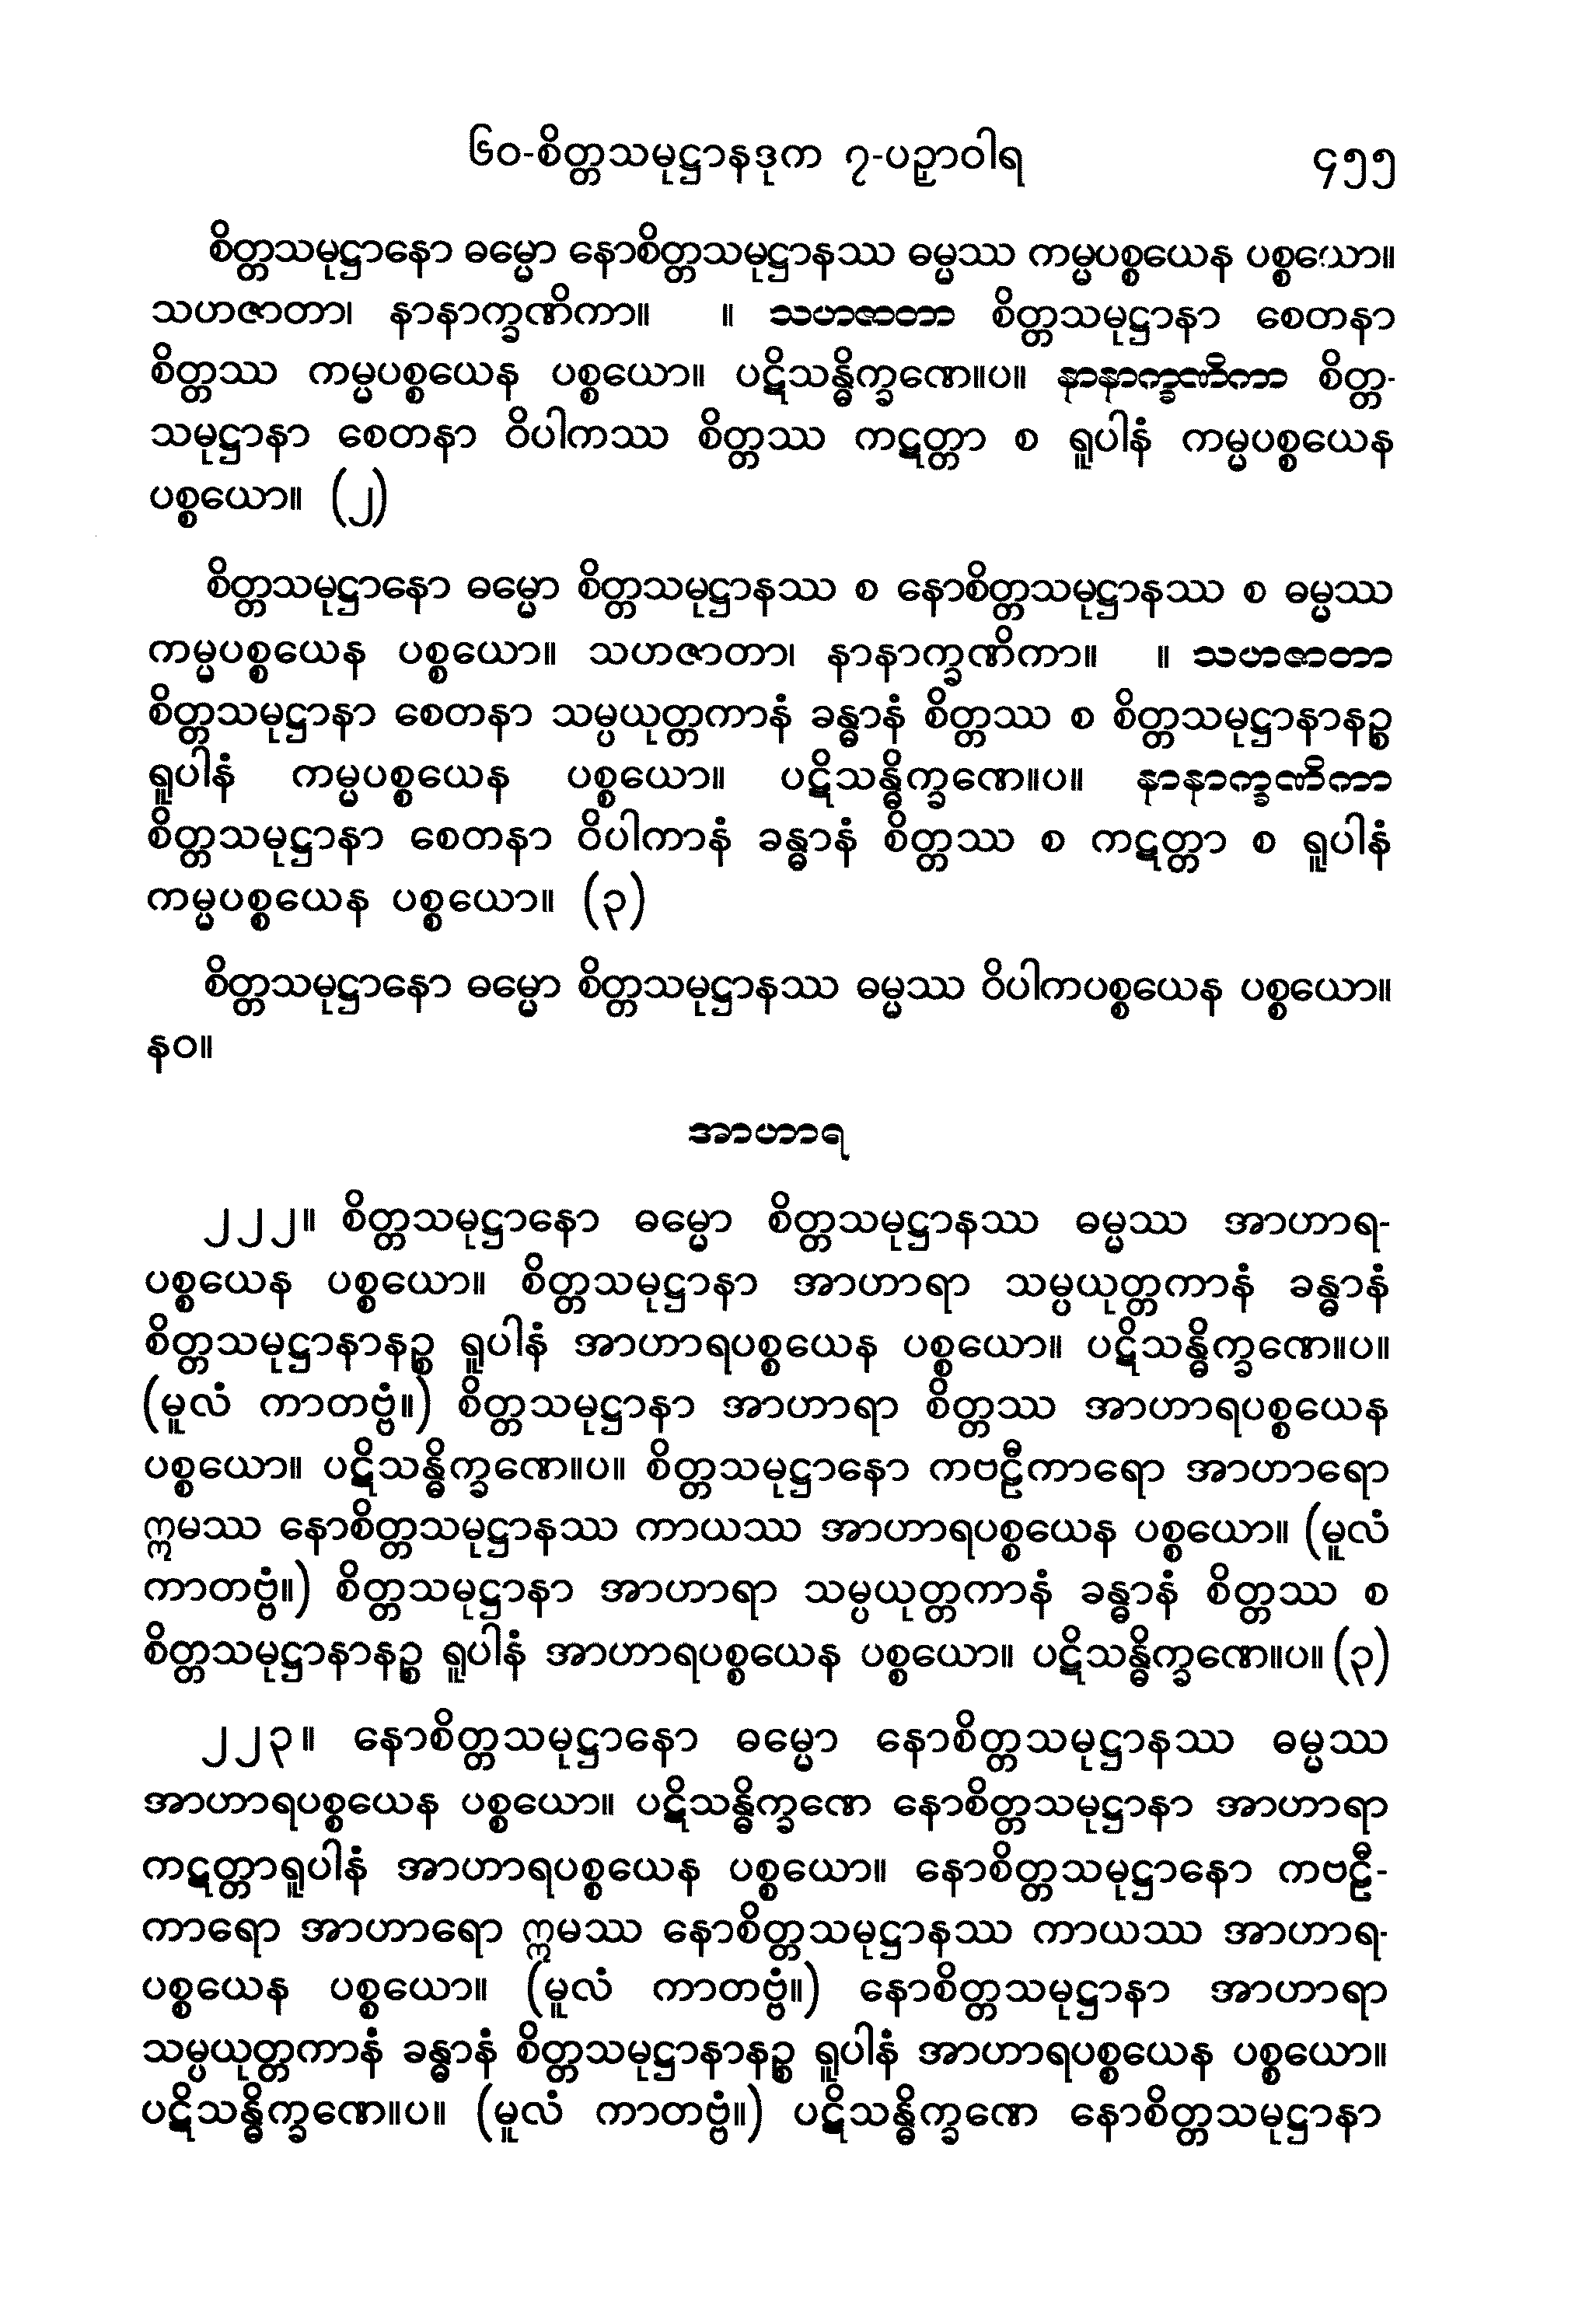 ၆၀-စိတ္တသမုဋ္ဌာနဒုက ၇-ပဉှာဝါရ ၄၅၅
စိတ္တသမုဋ္ဌာနော ဓမ္မော နောစိတ္တသမုဋ္ဌာနဿ ဓမ္မဿ ကမ္မပစ္စယေန ပစ္စယော။
သဟဇာတာ၊ နာနာက္ခဏိကာ။ ။ သဟဇာတာ စိတ္တသမုဋ္ဌာနာ စေတနာ
စိတ္တဿ ကမ္မပစ္စယေန ပစ္စယော။ ပဋိသန္ဓိက္ခဏေ။ပ။ နာနာက္ခဏိကာ စိတ္တ-
သမုဋ္ဌာနာ စေတနာ ဝိပါကဿ စိတ္တဿ ကဋတ္တာ စ ရူပါနံ ကမ္မပစ္စယေန
ပစ္စယော။ (၂)
စိတ္တသမုဋ္ဌာနော ဓမ္မော စိတ္တသမုဋ္ဌာနဿ စ နောစိတ္တသမုဋ္ဌာနဿ စ ဓမ္မဿ
ကမ္မပစ္စယေန ပစ္စယော။ သဟဇာတာ၊ နာနာက္ခဏိကာ။ ။ သဟဇာတာ
စိတ္တသမုဋ္ဌာနာ စေတနာ သမ္ပယုတ္တကာနံ ခန္ဓာနံ စိတ္တဿ စ စိတ္တသမုဋ္ဌာနာနဉ္စ
ရူပါနံ ကမ္မပစ္စယေန ပစ္စယော။ ပဋိသန္ဓိက္ခဏေ။ပ။ နာနာက္ခဏိကာ
စိတ္တသမုဋ္ဌာနာ စေတနာ ဝိပါကာနံ ခန္ဓာနံ စိတ္တဿ စ ကဋတ္တာ စ ရူပါနံ
ကမ္မပစ္စယေန ပစ္စယော။ (၃)
စိတ္တသမုဋ္ဌာနော ဓမ္မော စိတ္တသမုဋ္ဌာနဿ ဓမ္မဿ ဝိပါကပစ္စယေန ပစ္စယော။
နဝ။
အာဟာရ
၂၂၂။ စိတ္တသမုဋ္ဌာနော ဓမ္မော စိတ္တသမုဋ္ဌာနဿ ဓမ္မဿ အာဟာရ-
ပစ္စယေန ပစ္စယော။ စိတ္တသမုဋ္ဌာနာ အာဟာရာ သမ္ပယုတ္တကာနံ ခန္ဓာနံ
စိတ္တသမုဋ္ဌာနာနဉ္စ ရူပါနံ အာဟာရပစ္စယေန ပစ္စယော။ ပဋိသန္ဓိက္ခဏေ။ပ။
(မူလံ ကာတဗ္ဗံ။) စိတ္တသမုဋ္ဌာနာ အာဟာရာ စိတ္တဿ အာဟာရပစ္စယေန
ပစ္စယော။ ပဋိသန္ဓိက္ခဏေ။ပ။ စိတ္တသမုဋ္ဌာနော ကဗဠီကာရော အာဟာရော
ဣမဿ နောစိတ္တသမုဋ္ဌာနဿ ကာယဿ အာဟာရပစ္စယေန ပစ္စယော။ (မူလံ
ကာတဗ္ဗံ။) စိတ္တသမုဋ္ဌာနာ အာဟာရာ သမ္ပယုတ္တကာနံ ခန္ဓာနံ စိတ္တဿ စ
စိတ္တသမုဋ္ဌာနာနဉ္စ ရူပါနံ အာဟာရပစ္စယေန ပစ္စယော။ ပဋိသန္ဓိက္ခဏေ။ပ။ (၃)
၂၂၃။ နောစိတ္တသမုဋ္ဌာနော ဓမ္မော နောစိတ္တသမုဋ္ဌာနဿ ဓမ္မဿ
အာဟာရပစ္စယေန ပစ္စယော။ ပဋိသန္ဓိက္ခဏေ နောစိတ္တသမုဋ္ဌာနာ အာဟာရာ
ကဋတ္တာရူပါနံ အာဟာရပစ္စယေန ပစ္စယော။ နောစိတ္တသမုဋ္ဌာနော ကဗဠီ-
ကာရော အာဟာရော ဣမဿ နောစိတ္တသမုဋ္ဌာနဿ ကာယဿ အာဟာရ-
ပစ္စယေန ပစ္စယော။ (မူလံ ကာတဗ္ဗံ။) နောစိတ္တသမုဋ္ဌာနာ အာဟာရာ
သမ္ပယုတ္တကာနံ ခန္ဓာနံ စိတ္တသမုဋ္ဌာနာနဉ္စ ရူပါနံ အာဟာရပစ္စယေန ပစ္စယော။
ပဋိသန္ဓိက္ခဏေ။ပ။ (မူလံ ကာတဗ္ဗံ။) ပဋိသန္ဓိက္ခဏေ နောစိတ္တသမုဋ္ဌာနာ